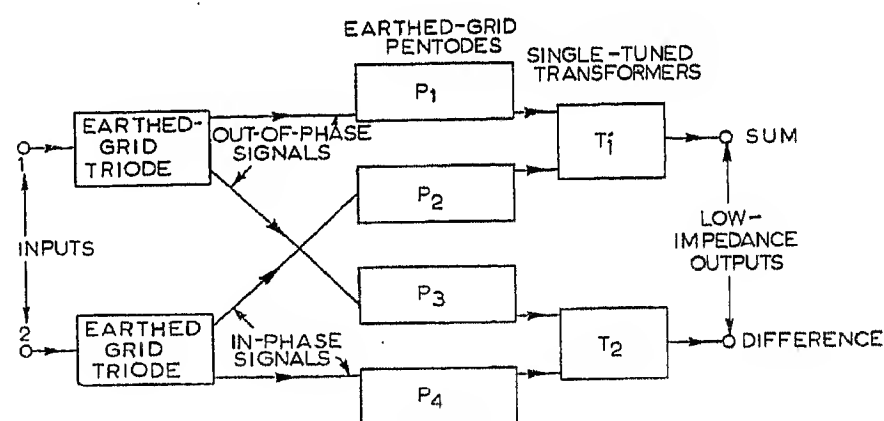 EARTHED-GRID
PENTODES
SINGLE-TUNED
TRANSFORMERS
P1
EARTHED-
GRID
TRIODE
1
OUT-OF-PHASE
SIGNALS
T1
SUM
P2
INPUTS
LOW-
IMPEDANCE
OUTPUTS
P3
2
EARTHED
GRID
TRIODE
IN-PHASE
SIGNALS
T2
DIFFERENCE
P4